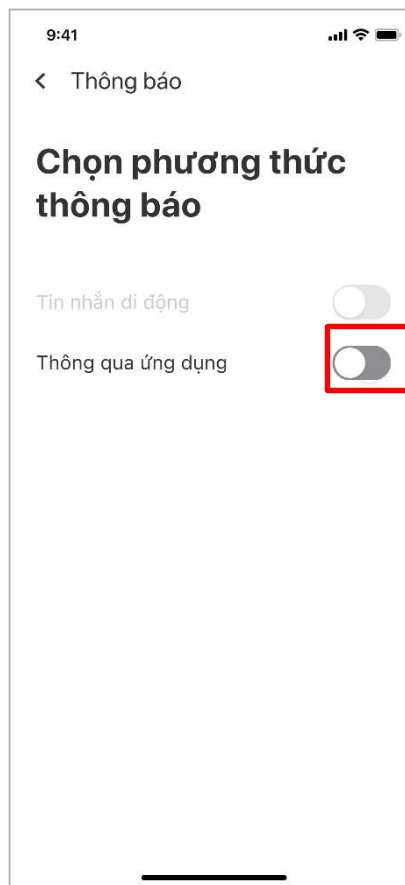 9:41
Thông báo
Chọn phương thức
thông báo
Tin nhắn di động
Thông qua ứng dụng